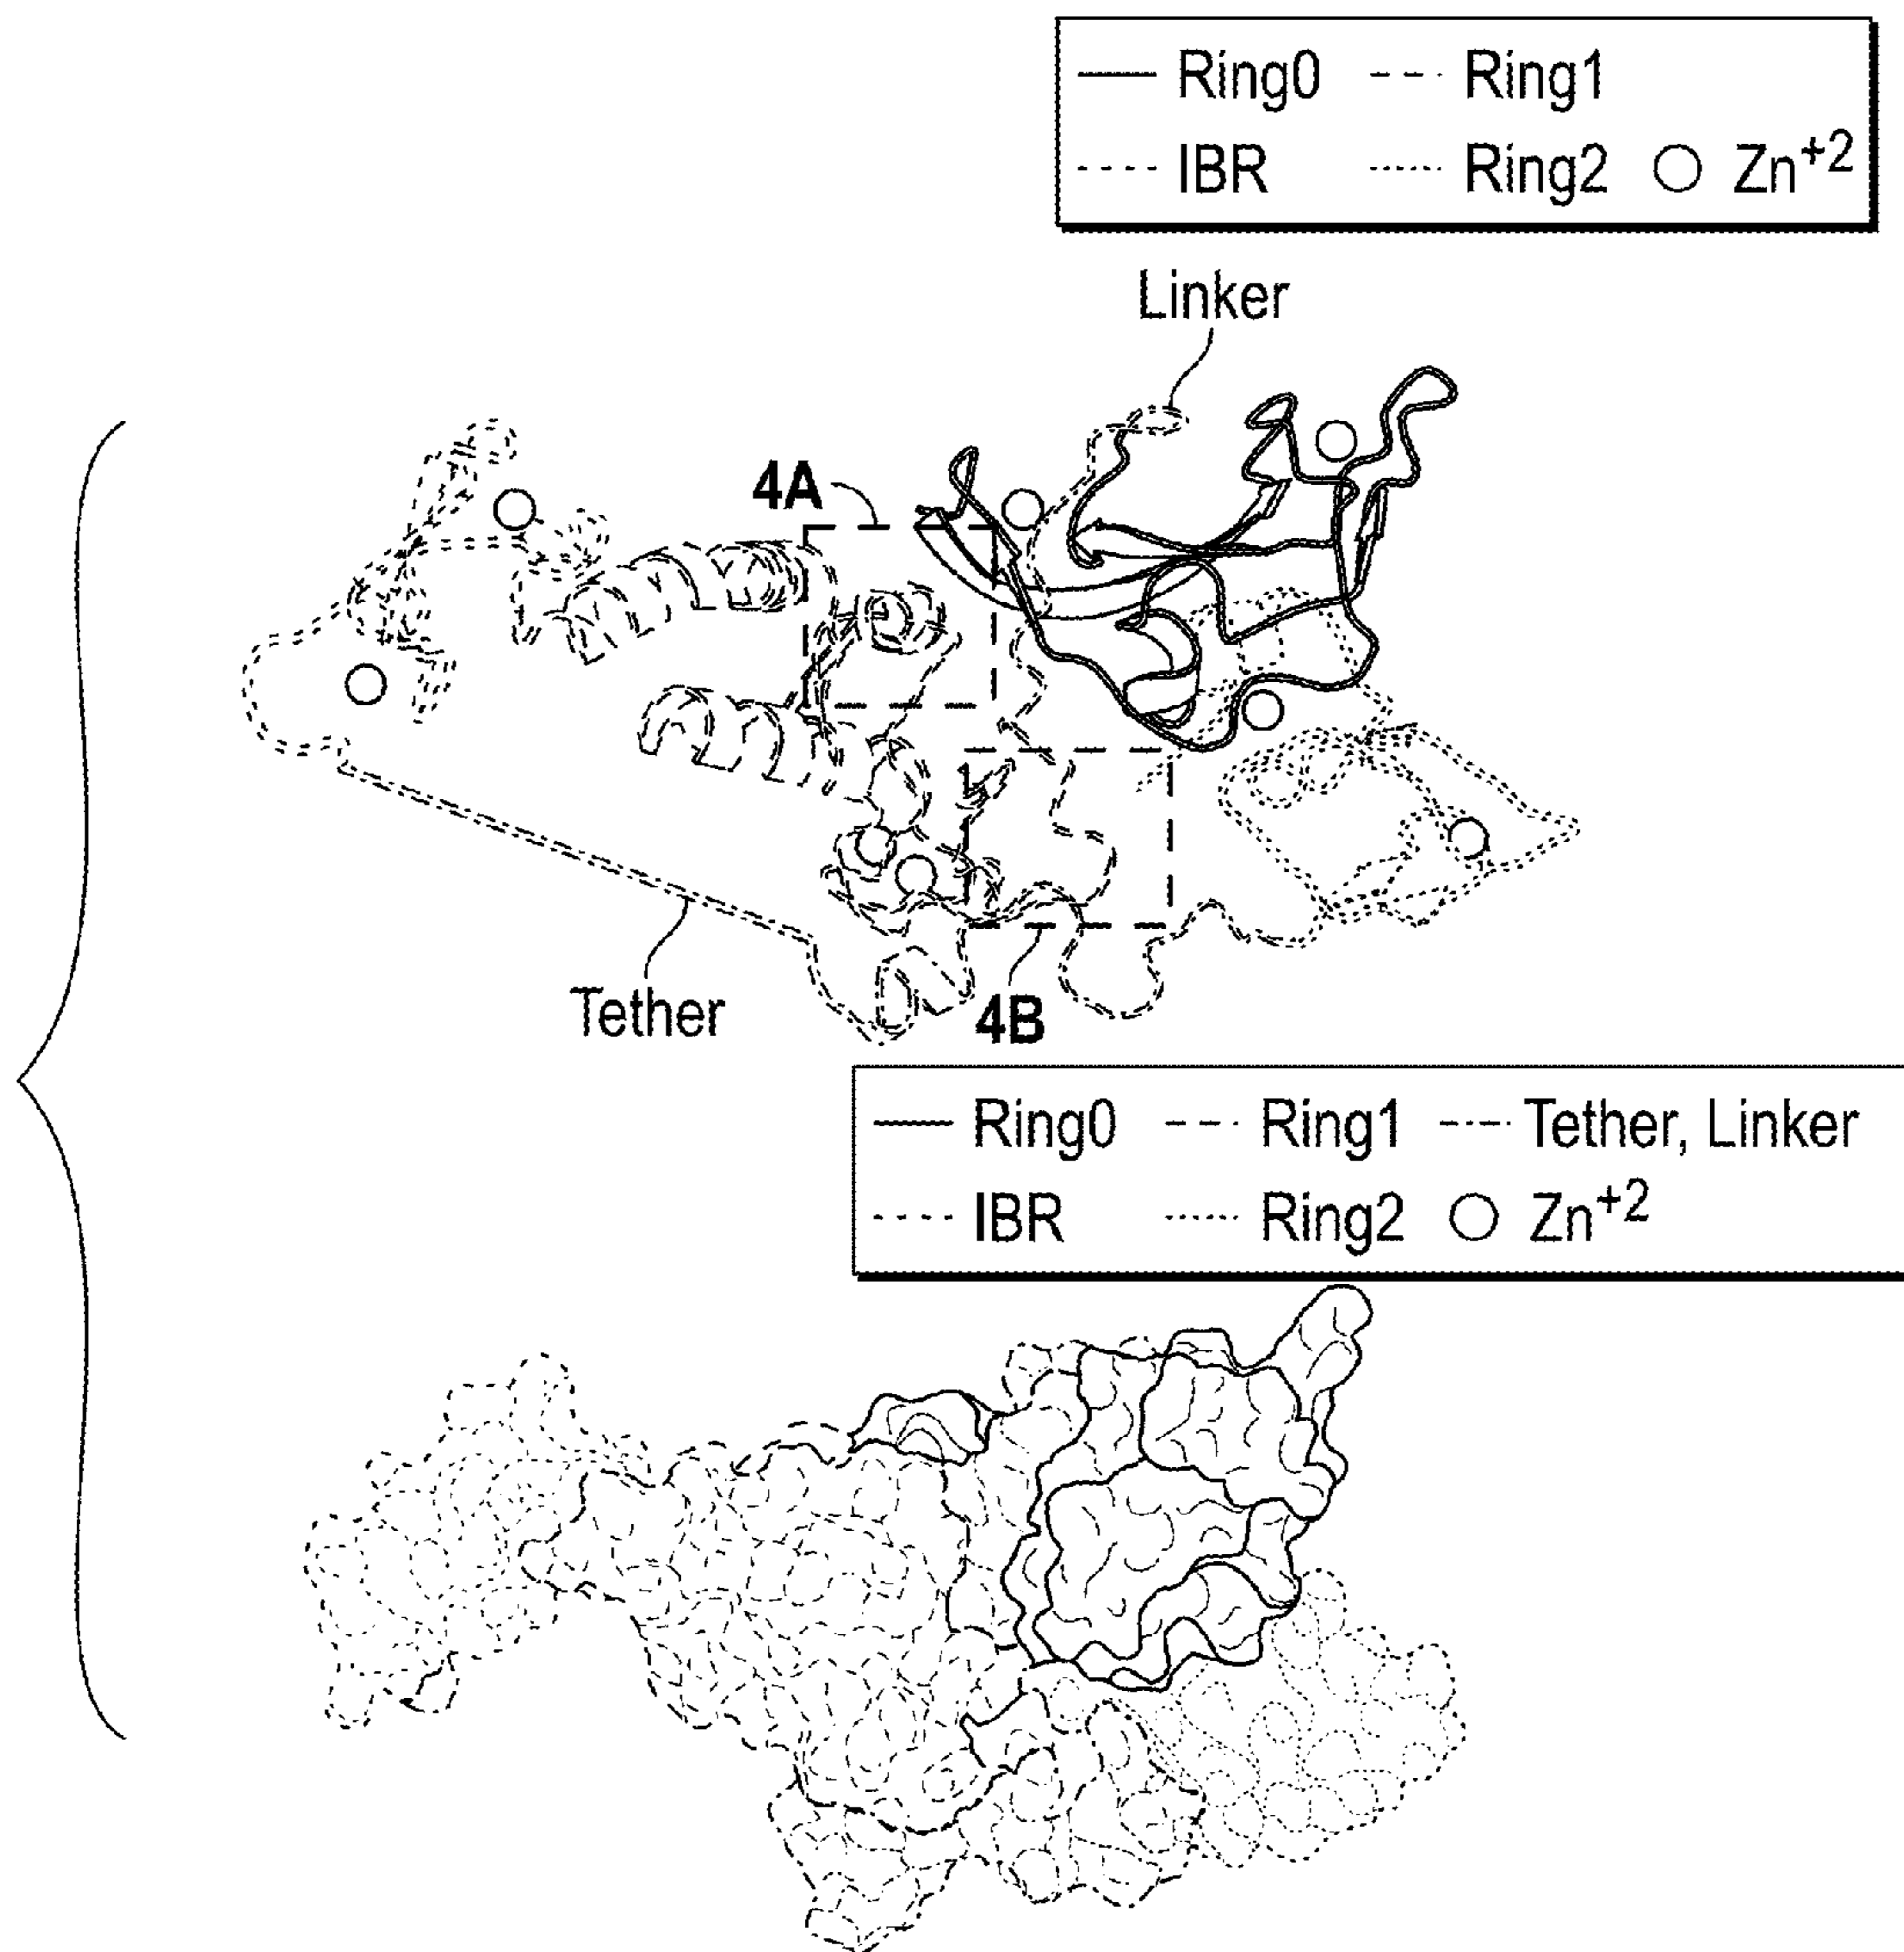 Ring0 Ring1
IBR Ring2 Zn+2
Linker
4A
Tether
4B
Ring0 Ring1 Tether, Linker
IBR Ring2 Zn+2